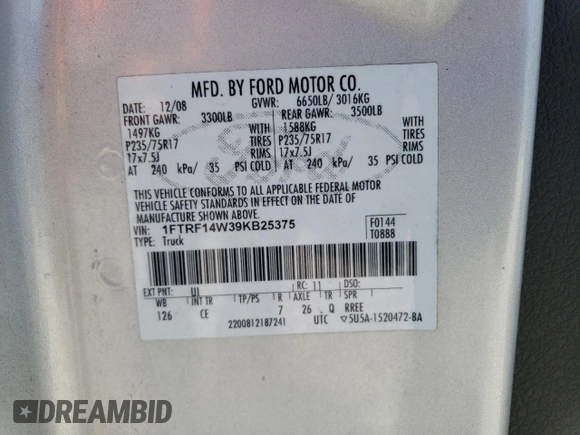 MFD. BY FORD MOTOR CO.
DATE: 12/08 GVWR: 6650LB/ 3016KG
FRONT GAWR: 3300LB REAR GAWR: 3500LB
1497KG WITH 1588KG WITH
P235/75R17 TIRES P235/75R17 TIRES
17x7.5J RIMS 17x7.5J RIMS
AT 240 kPa/ 35 PSI COLD AT 240 kPa/ 35 PSI COLD
THIS VEHICLE CONFORMS TO ALL APPLICABLE FEDERAL MOTOR
VEHICLE SAFETY STANDARDS IN EFFECT ON THE DATE OF
MANUFACTURE SHOWN ABOVE.
VIN: 1FTRF14W39KB25375 F0144
TYPE: Truck T0888
EXT PNT: UI RC: 11 DSO:
WB INT TR TP/PS R AXLE TR SPR
126 CE 7 26 Q RREE
2200812187241 UTC ▽5U5A-1520472-BA
DREAMBID